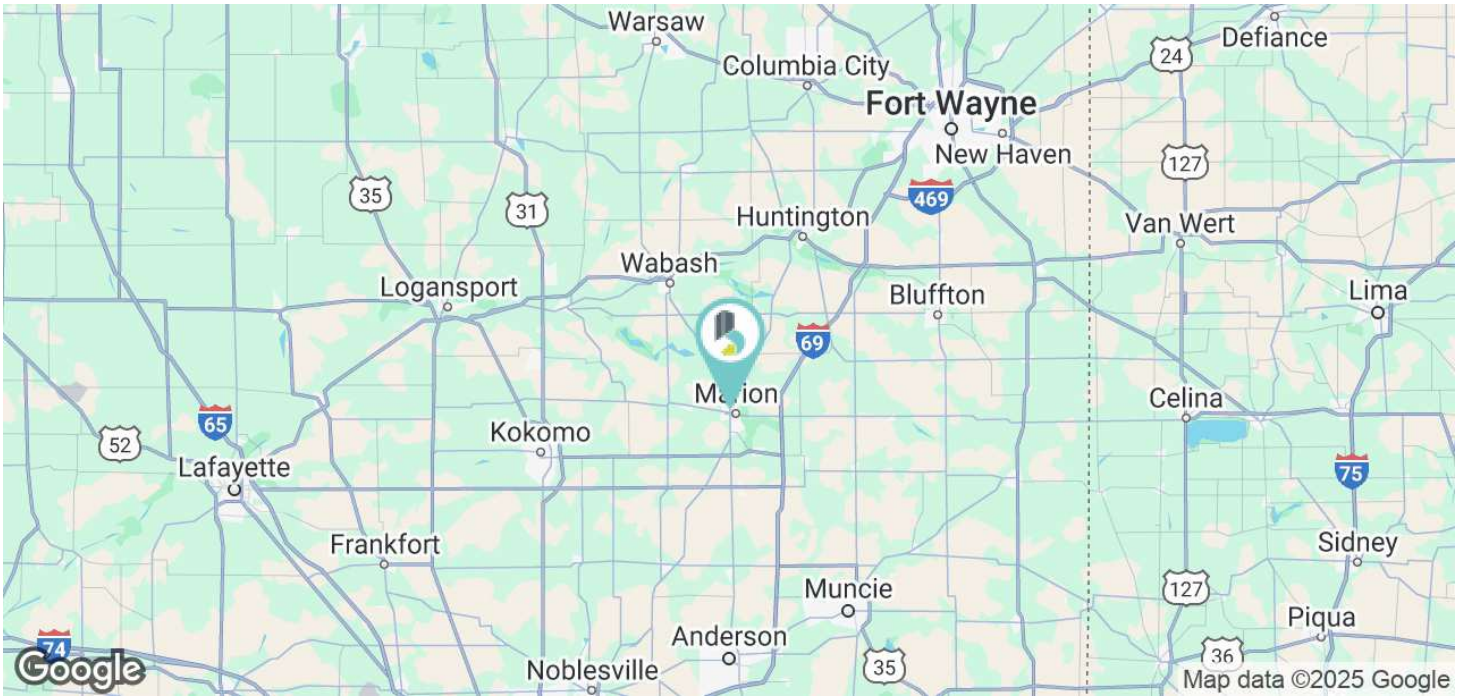 Warsaw
Defiance
24
Columbia City
Fort Wayne
New Haven
127
35
31
469
Huntington
Van Wert
Wabash
Logansport
Bluffton
Lima
69
Marion
Celina
65
52
Kokomo
Lafayette
75
Frankfort
Sidney
Muncie
127
Piqua
Anderson
74
Google
Noblesville
35
36
Map data ©2025 Google